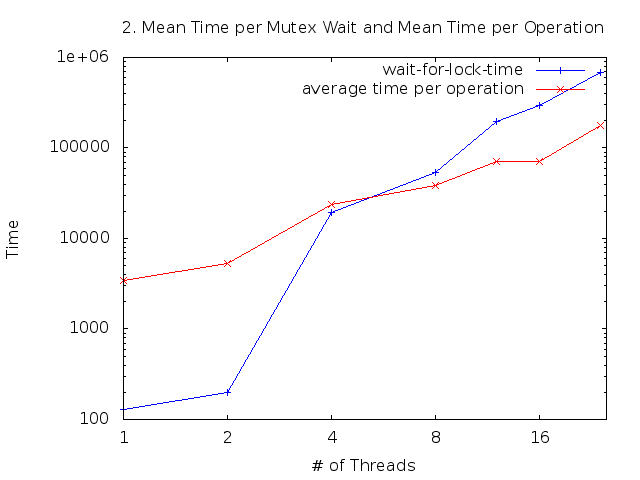 2. Mean Time per Mutex Wait and Mean Time per Operation
wait-for-lock-time
average time per operation
1e+06
100000
10000
1000
100
Time
1 2 4 8 16
# of Threads